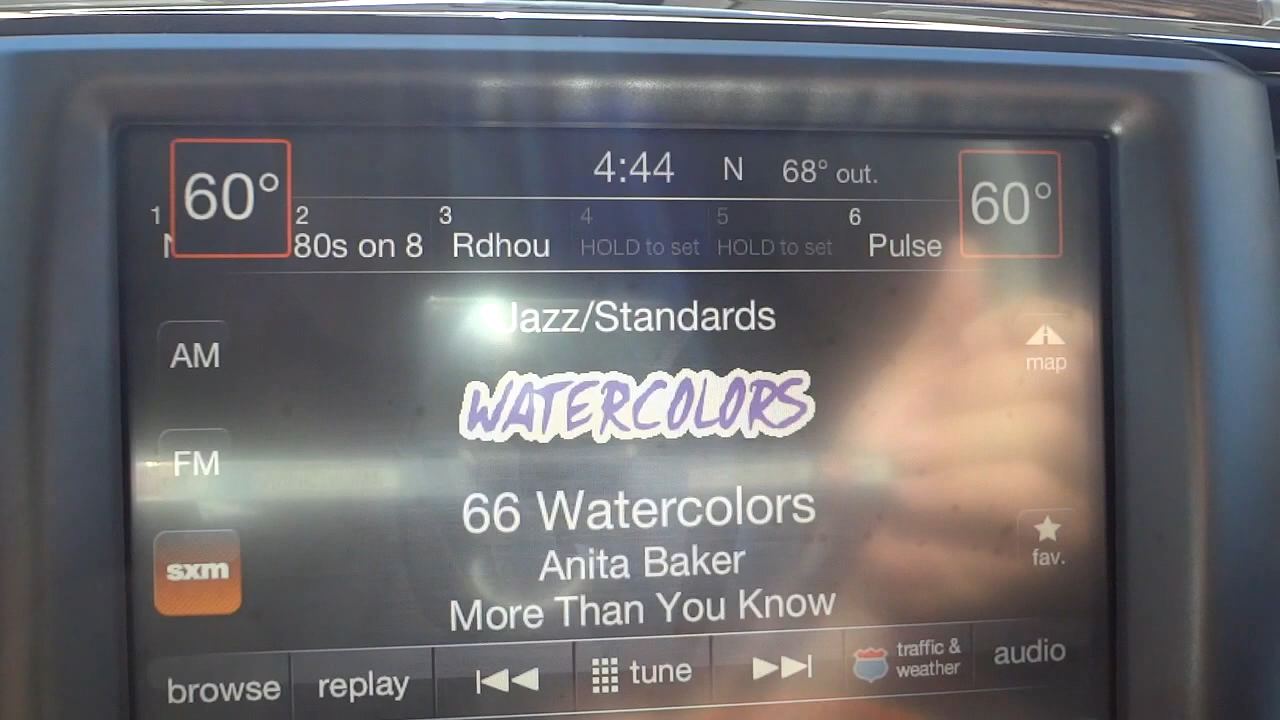 60° 4:44 N 68° out. 60°
1 2 3 4 5 6
80s on 8 Rdhou HOLD to set HOLD to set Pulse
Jazz/Standards
AM
map
WATERCOLORS
FM
66 Watercolors
Anita Baker
fav.
sxm
More Than You Know
browse replay tune traffic & weather audio